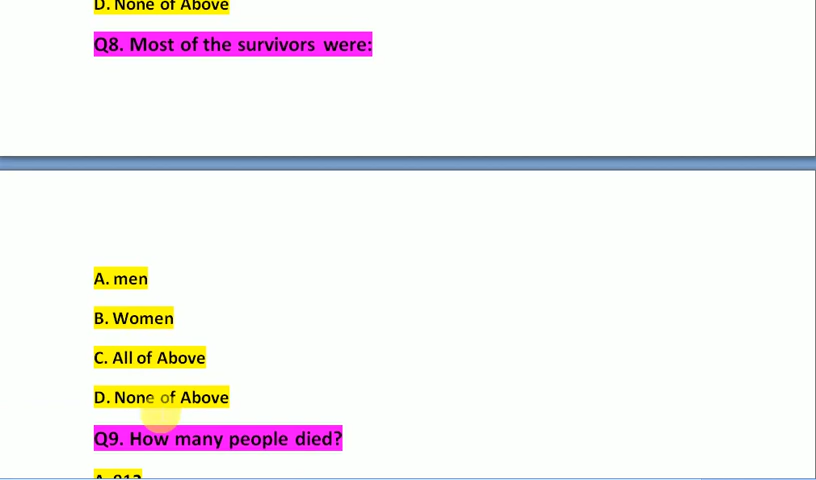 D. None of Above
Q8. Most of the survivors were:
A. men
B. Women
C. All of Above
D. None of Above
Q9. How many people died?
A.